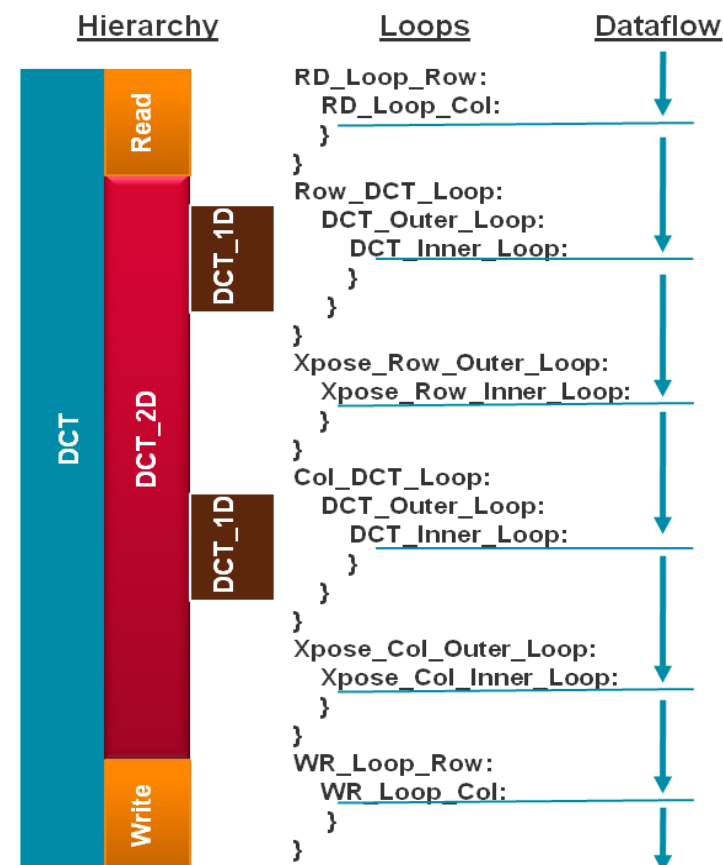 Hierarchy Loops Dataflow
DCT
Read
DCT_2D
Write
DCT_1D
DCT_1D
RD_Loop_Row:
RD_Loop_Col:
}
}
Row_DCT_Loop:
DCT_Outer_Loop:
DCT_Inner_Loop:
}
}
}
Xpose_Row_Outer_Loop:
Xpose_Row_Inner_Loop:
}
}
Col_DCT_Loop:
DCT_Outer_Loop:
DCT_Inner_Loop:
}
}
}
Xpose_Col_Outer_Loop:
Xpose_Col_Inner_Loop:
}
}
WR_Loop_Row:
WR_Loop_Col:
}
}